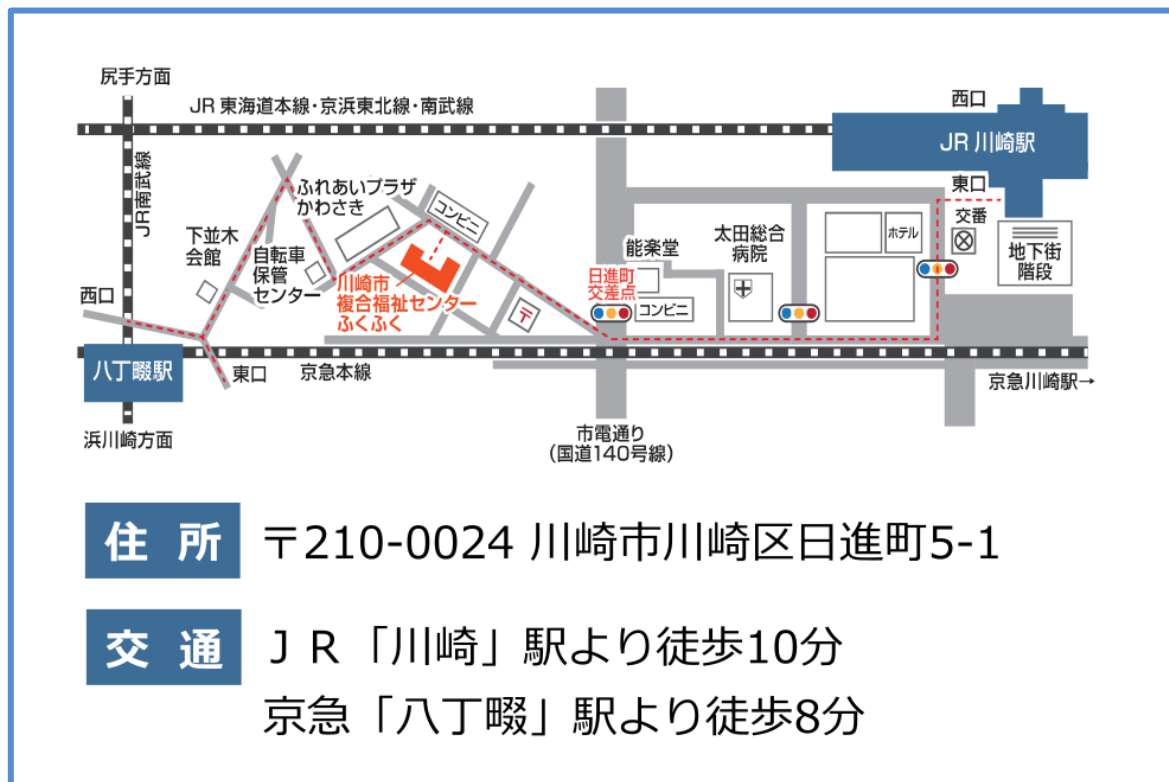 尻手方面
JR 東海道本線・京浜東北線・南武線
西口
JR 川崎駅
東口
交番
地下街
階段
ホテル
太田総合
病院
能楽堂
コンビニ
日進町
交差点
JR南武線
ふれあいプラザ
かわさき
コンビニ
下並木
会館
自転車
保管
センター
川崎市
複合福祉センター
ふくふく
〒
西口
八丁畷駅
東口
京急本線
京急川崎駅→
浜川崎方面
市電通り
(国道140号線)
住 所
〒210-0024 川崎市川崎区日進町5-1
交 通
ＪＲ「川崎」駅より徒歩10分
京急「八丁畷」駅より徒歩8分